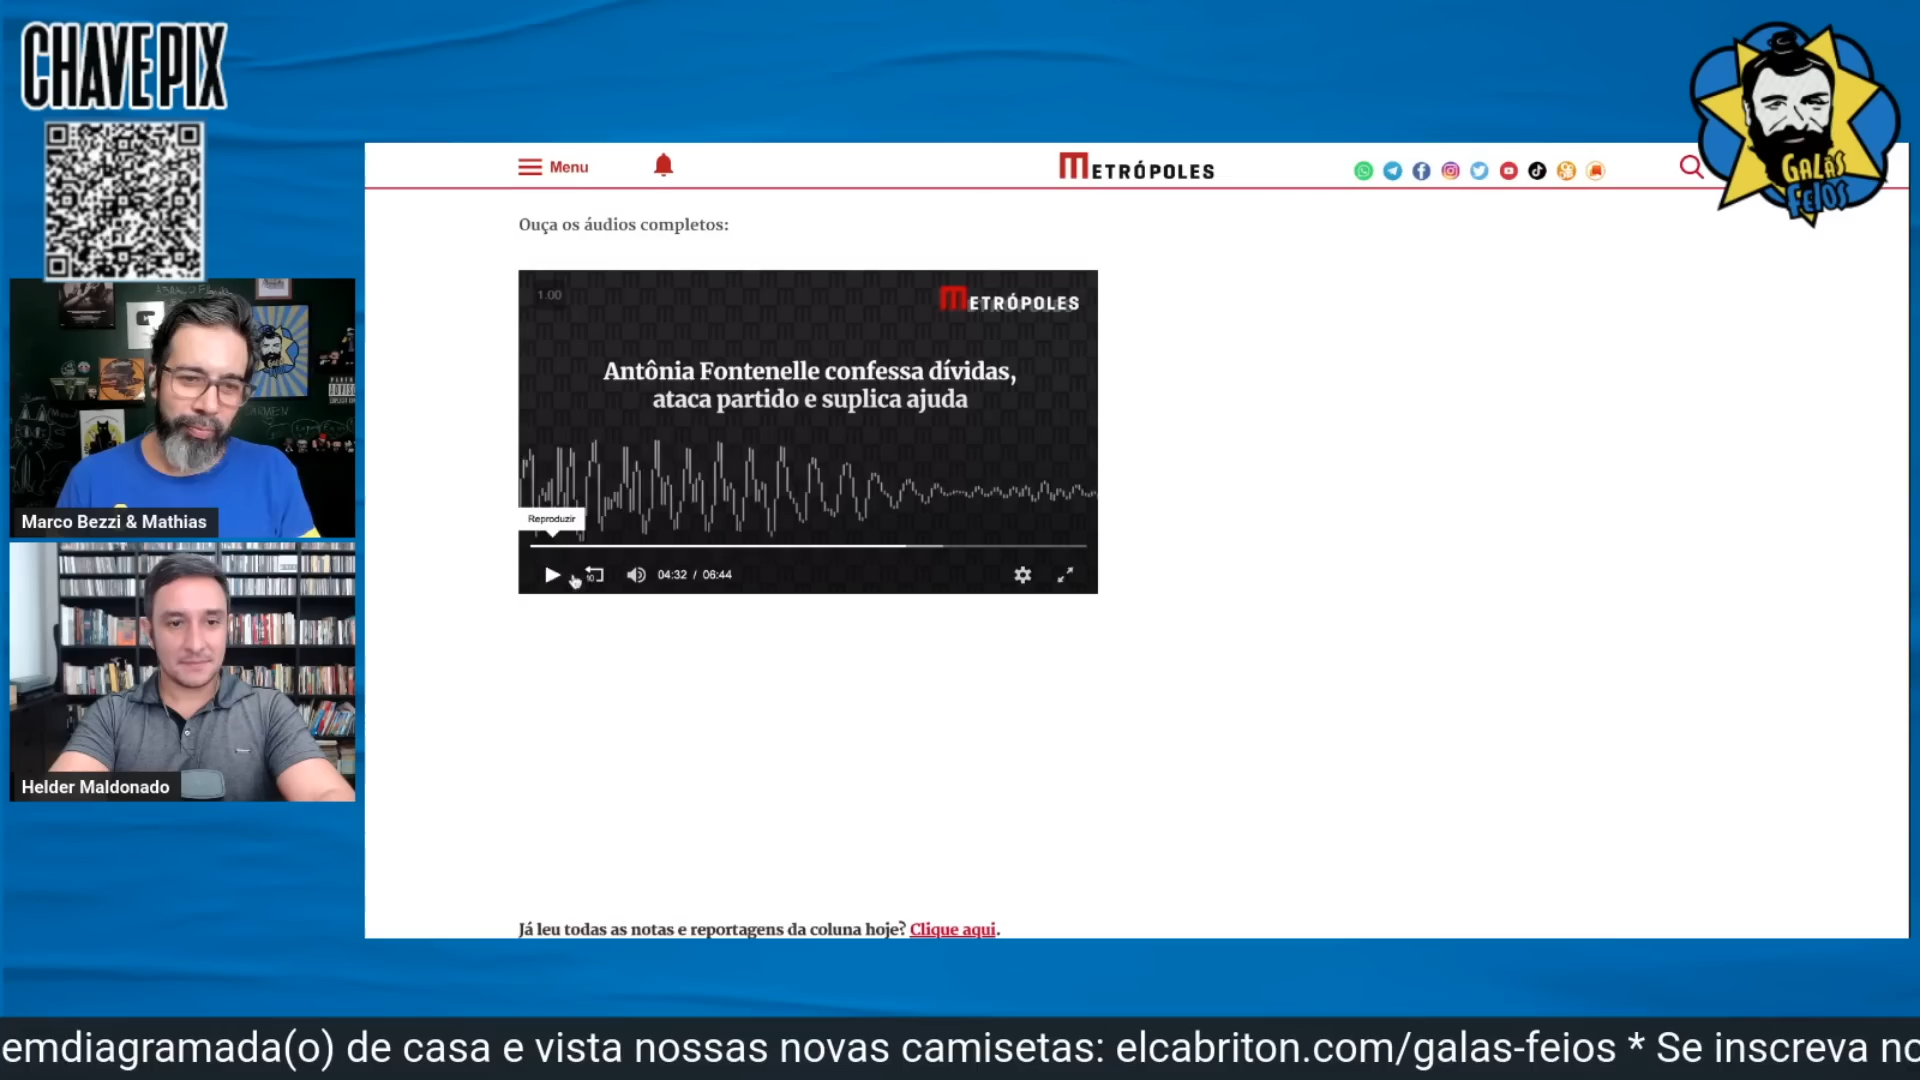 CHAVE PIX
GALÃS
FEIOS
Menu
METRÓPOLES
Ouça os áudios completos:
1.00
METRÓPOLES
Antônia Fontenelle confessa dívidas,
ataca partido e suplica ajuda
Reproduzir
10
04:32 / 06:44
Marco Bezzi & Mathias
Helder Maldonado
Já leu todas as notas e reportagens da coluna hoje? Clique aqui.
emdiagramada(o) de casa e vista nossas novas camisetas: elcabriton.com/galas-feios * Se inscreva no